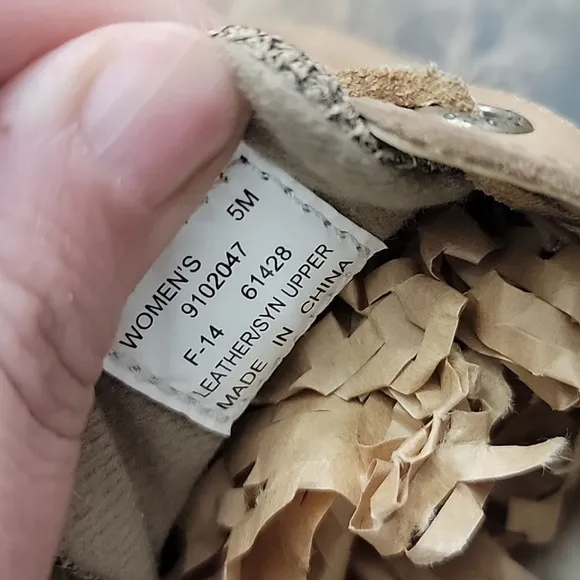 WOMEN'S 5M
9102047
F-14 61428
LEATHER/SYN UPPER
MADE IN CHINA